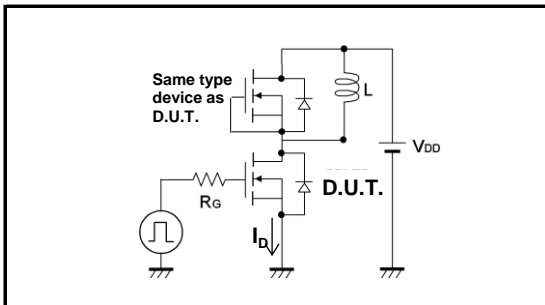 Same type
device as
D.U.T.
L
VDD
D.U.T.
RG
ID